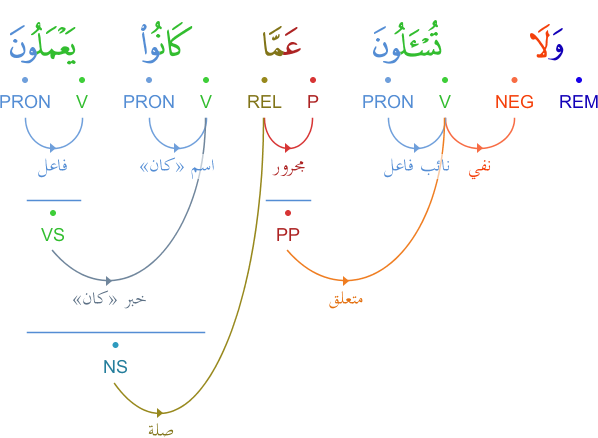 وَلَا تُسْـَٔلُونَ عَمَّا كَانُوا۟ يَعْمَلُونَ
REM NEG V PRON P REL V PRON V PRON
نفي نائب فاعل مجرور اسم «كان» فاعل
PP VS
متعلق خبر «كان»
NS
صلة